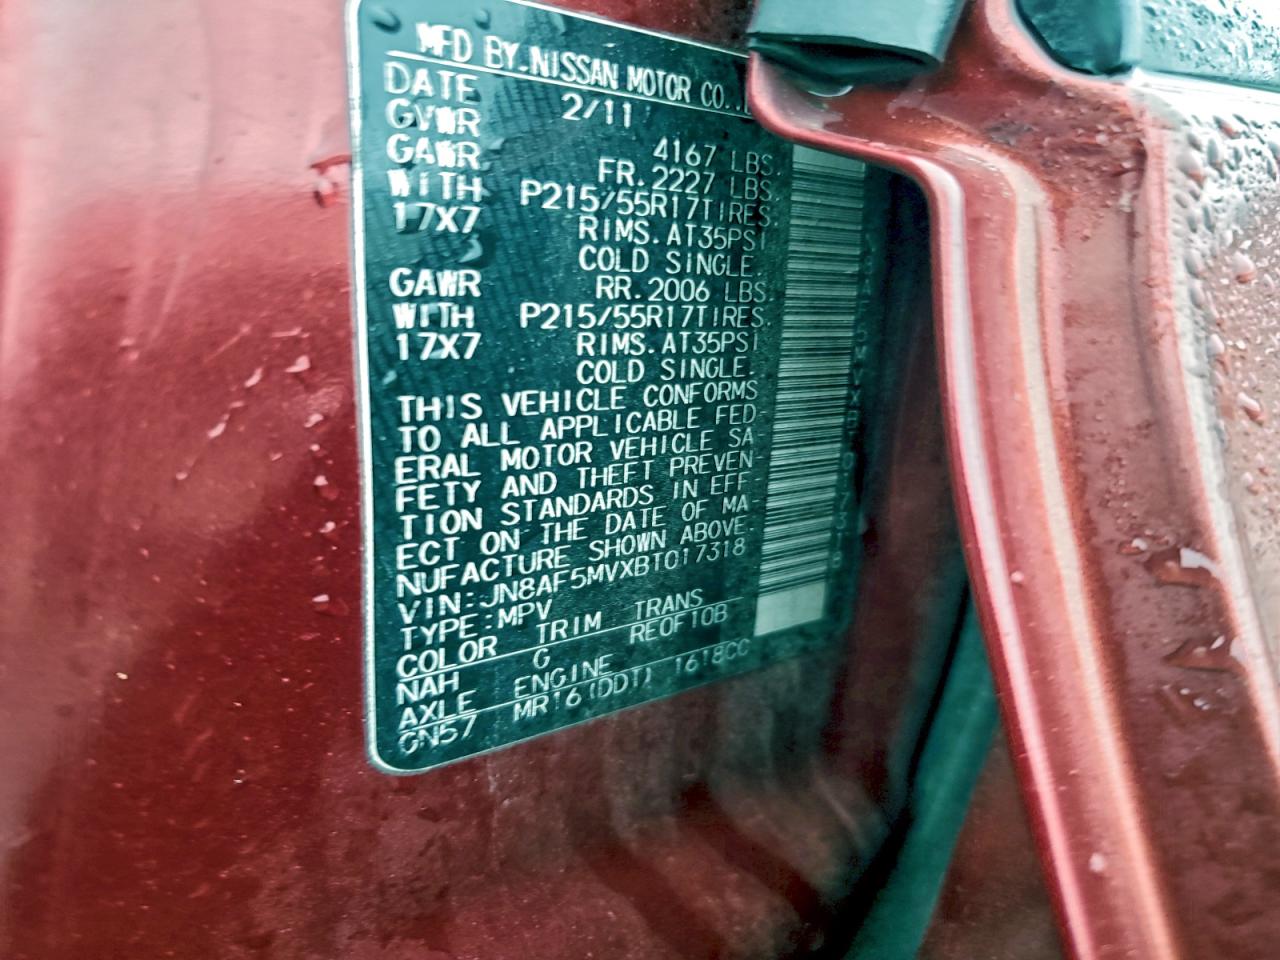 MFD BY.NISSAN MOTOR CO.,
DATE 2/11
GVWR 4167 LBS.
GAWR FR. 2227 LBS.
WITH P215/55R17TIRES.
17X7 RIMS. AT35PSI
COLD SINGLE.
GAWR RR. 2006 LBS.
WITH P215/55R17TIRES.
17X7 RIMS. AT35PSI
COLD SINGLE.
THIS VEHICLE CONFORMS
TO ALL APPLICABLE FED-
ERAL MOTOR VEHICLE SA-
FETY AND THEFT PREVEN-
TION STANDARDS IN EFF-
ECT ON THE DATE OF MA-
NUFACTURE SHOWN ABOVE.
VIN:JN8AF5MVXBT017318
TYPE:MPV
COLOR TRIM TRANS
NAH G RE0F10B
AXLE ENGINE
GN57 MR16(DDT) 1618CC